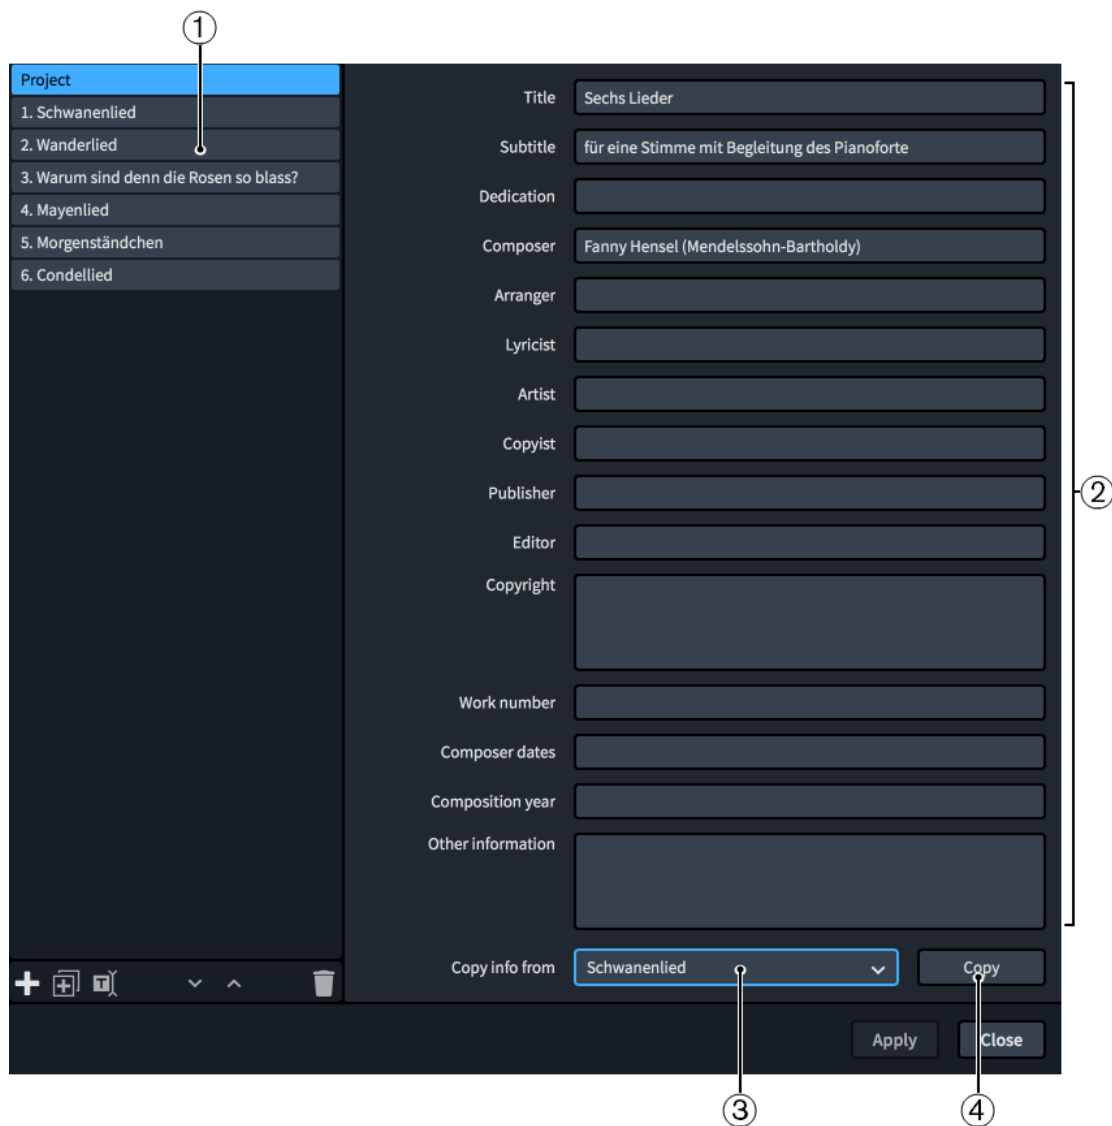 ①
Project
1. Schwanenlied
2. Wanderlied
3. Warum sind denn die Rosen so blass?
4. Mayenlied
5. Morgenständchen
6. Condellied
Title Sechs Lieder
Subtitle für eine Stimme mit Begleitung des Pianoforte
Dedication
Composer Fanny Hensel (Mendelssohn-Bartholdy)
Arranger
Lyricist
Artist
Copyist
Publisher
②
Editor
Copyright
Work number
Composer dates
Composition year
Other information
Copy info from Schwanenlied Copy
Apply Close
③ ④